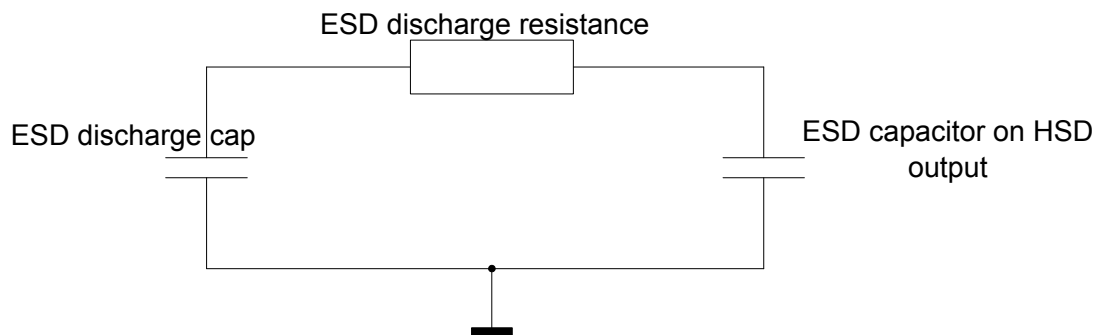 ESD discharge resistance
ESD discharge cap
ESD capacitor on HSD
output